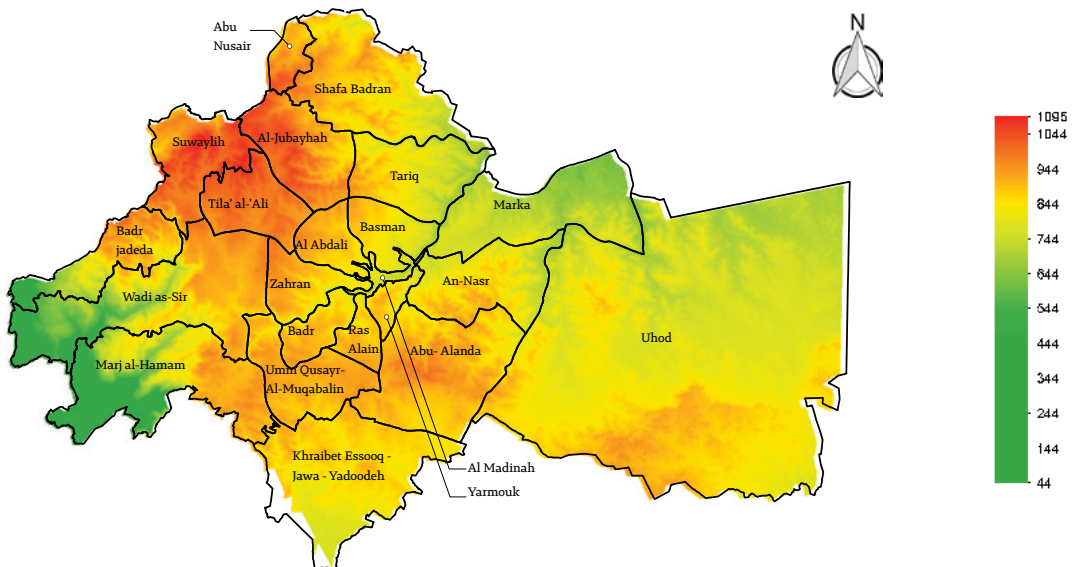 Abu
Nusair
N
Shafa Badran
Suwaylih
Al-Jubayhah
Tariq
Tila' al-'Ali
Marka
Badr
jadeda
Basman
Al Abdali
Wadi as-Sir
Zahran
An-Nasr
Badr
Ras
Alain
Uhod
Marj al-Hamam
Abu- Alanda
Umm Qusayr-
Al-Muqabalin
Khraibet Essooq -
Jawa - Yadoodeh
Al Madinah
Yarmouk
1095
1044
944
844
744
644
544
444
344
244
144
44